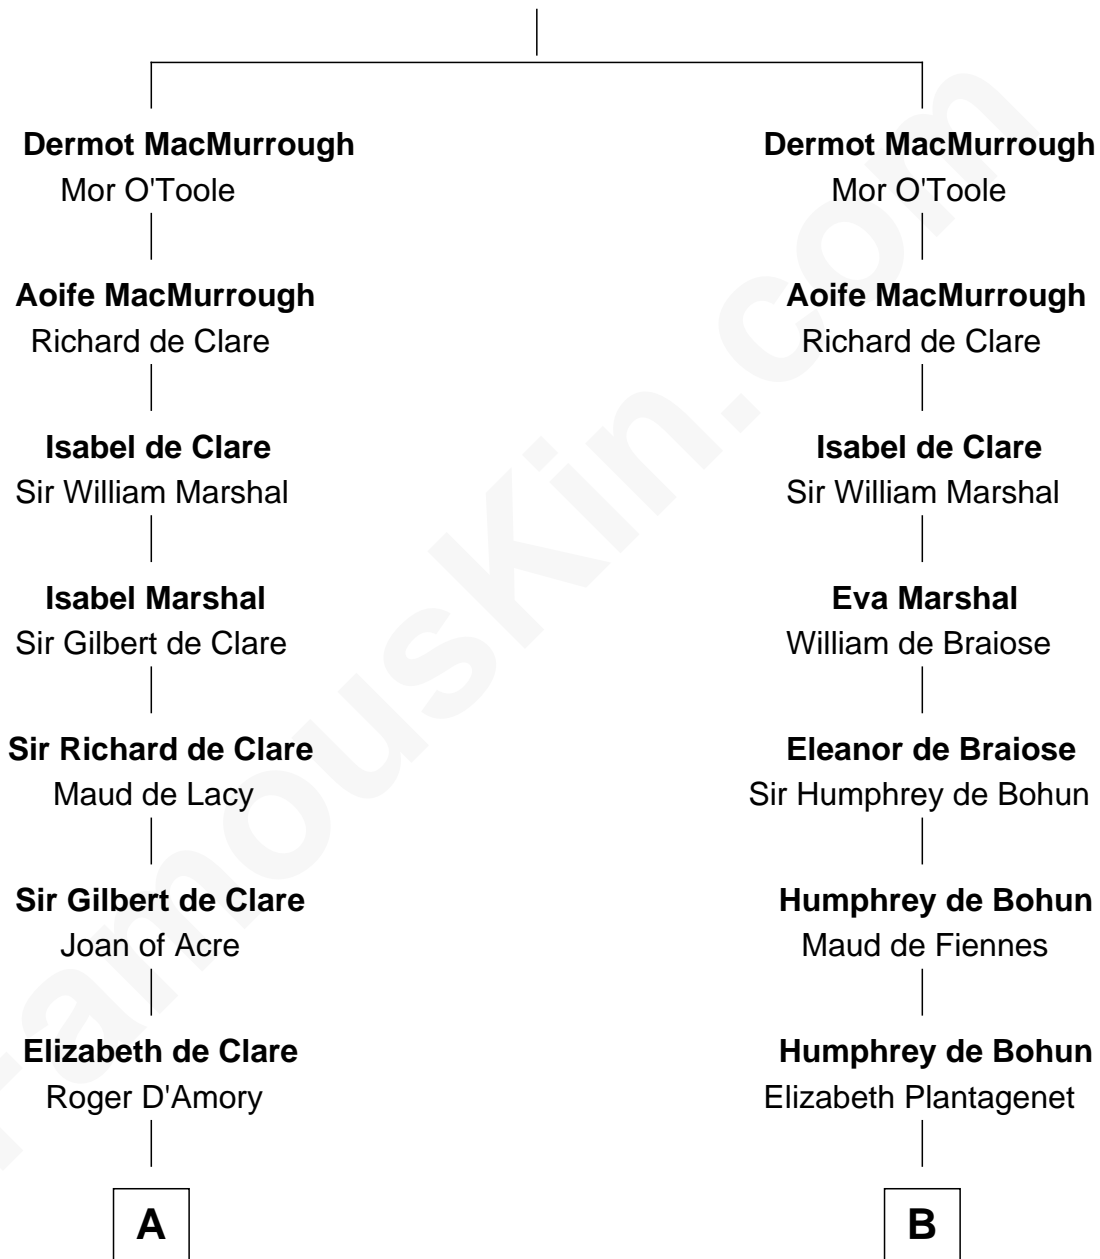 Dermot MacMurrough
Mor O'Toole
Aoife MacMurrough
Richard de Clare
Isabel de Clare
Sir William Marshal
Isabel Marshal
Sir Gilbert de Clare
Sir Richard de Clare
Maud de Lacy
Sir Gilbert de Clare
Joan of Acre
Elizabeth de Clare
Roger D'Amory
A
Dermot MacMurrough
Mor O'Toole
Aoife MacMurrough
Richard de Clare
Isabel de Clare
Sir William Marshal
Eva Marshal
William de Braiose
Eleanor de Braiose
Sir Humphrey de Bohun
Humphrey de Bohun
Maud de Fiennes
Humphrey de Bohun
Elizabeth Plantagenet
B
FamousKin.com